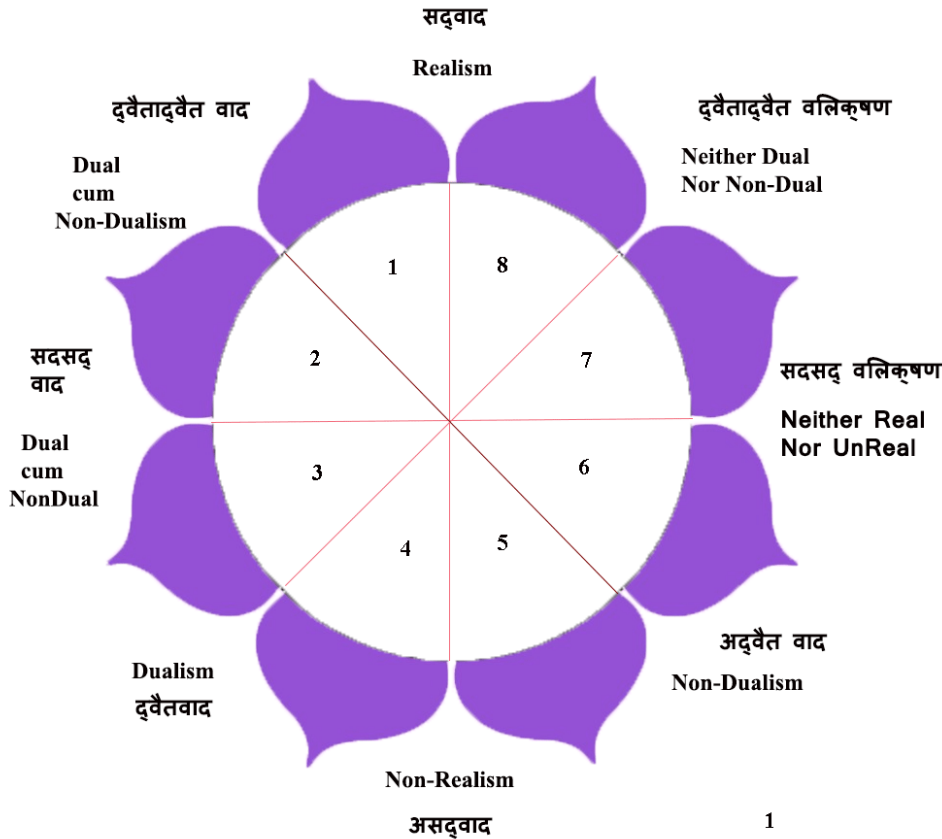 सद्‌वाद
Realism
द्‌वैताद्‌वैत वाद
द्‌वैताद्‌वैत वलिक्‌षण
Dual
cum
Non-Dualism
Neither Dual
Nor Non-Dual
1
8
2
7
सदसद्
वाद
Dual
cum
NonDual
सदसद् वलिक्‌षण
Neither Real
Nor UnReal
3
6
4
5
Dualism
द्‌वैतवाद
अद्‌वैत वाद
Non-Dualism
Non-Realism
असद्‌वाद
1